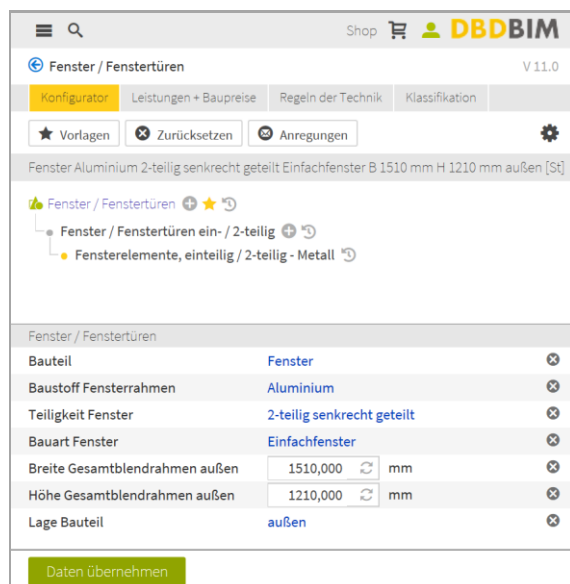 Shop DBDBIM
Fenster / Fenstertüren V 11.0
Konfigurator Leistungen + Baupreise Regeln der Technik Klassifikation
Vorlagen Zurücksetzen Anregungen
Fenster Aluminium 2-teilig senkrecht geteilt Einfachfenster B 1510 mm H 1210 mm außen [St]
Fenster / Fenstertüren
Fenster / Fenstertüren ein- / 2-teilig
Fensterelemente, einteilig / 2-teilig - Metall
Fenster / Fenstertüren
Bauteil Fenster
Baustoff Fensterrahmen Aluminium
Teiligkeit Fenster 2-teilig senkrecht geteilt
Bauart Fenster Einfachfenster
Breite Gesamtblendrahmen außen 1510,000 mm
Höhe Gesamtblendrahmen außen 1210,000 mm
Lage Bauteil außen
Daten übernehmen